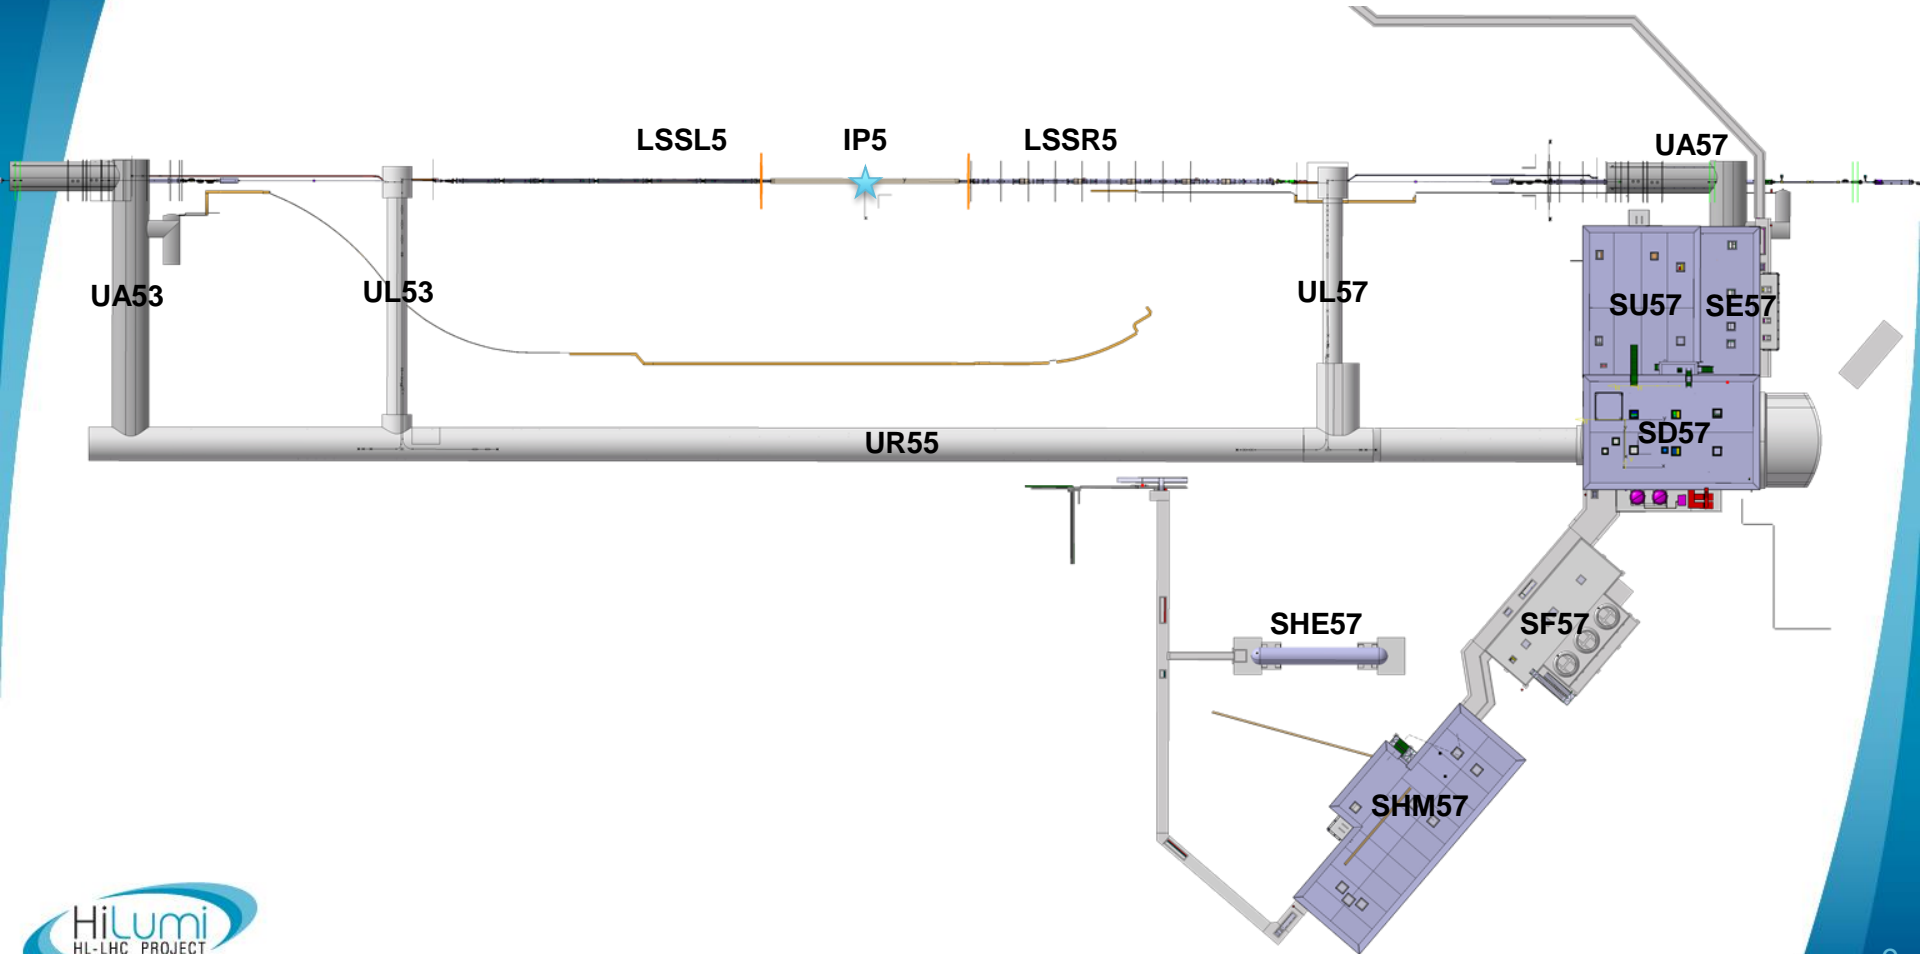 LSSL5 IP5 LSSR5
UA57
UA53 UL53 UL57 SU57 SE57
UR55 SD57
SHE57 SF57
SHM57
HiLumi
HL-LHC PROJECT